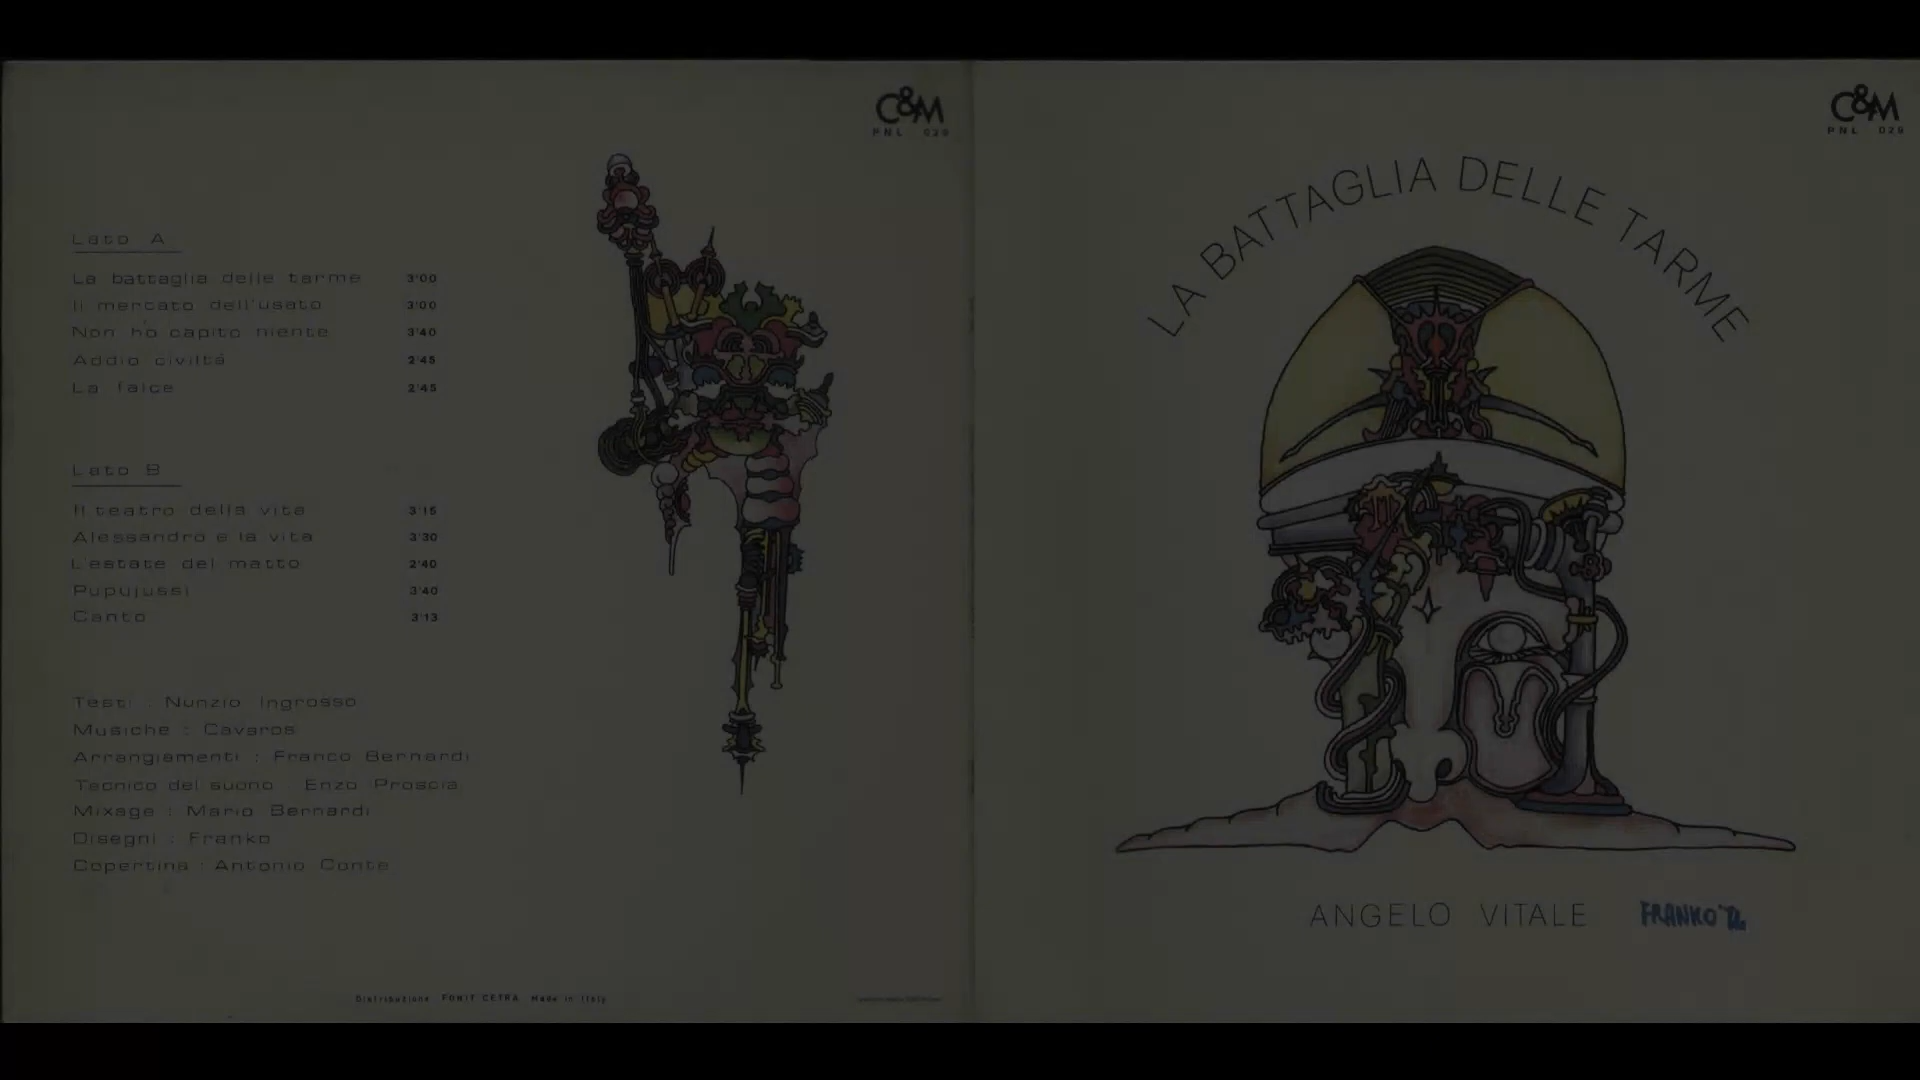 C&M
PNL 029
Lato A
La battaglia delle tarme 3'00
Il mercato dell'usato 3'00
Non ho capito niente 3'40
Addio civiltà 2'45
La falce 2'45
Lato B
Il teatro della vita 3'15
Alessandro e la vita 3'30
L'estate del matto 2'40
Pupujussi 3'40
Canto 3'13
Testi : Nunzio Ingrosso
Musiche : Cavaros
Arrangiamenti : Franco Bernardi
Tecnico del suono : Enzo Proscia
Mixage : Mario Bernardi
Disegni : Franko
Copertina : Antonio Conte
Distribuzione FONIT CETRA Made in Italy
C&M
PNL 029
LA BATTAGLIA DELLE TARME
ANGELO VITALE FRANKO